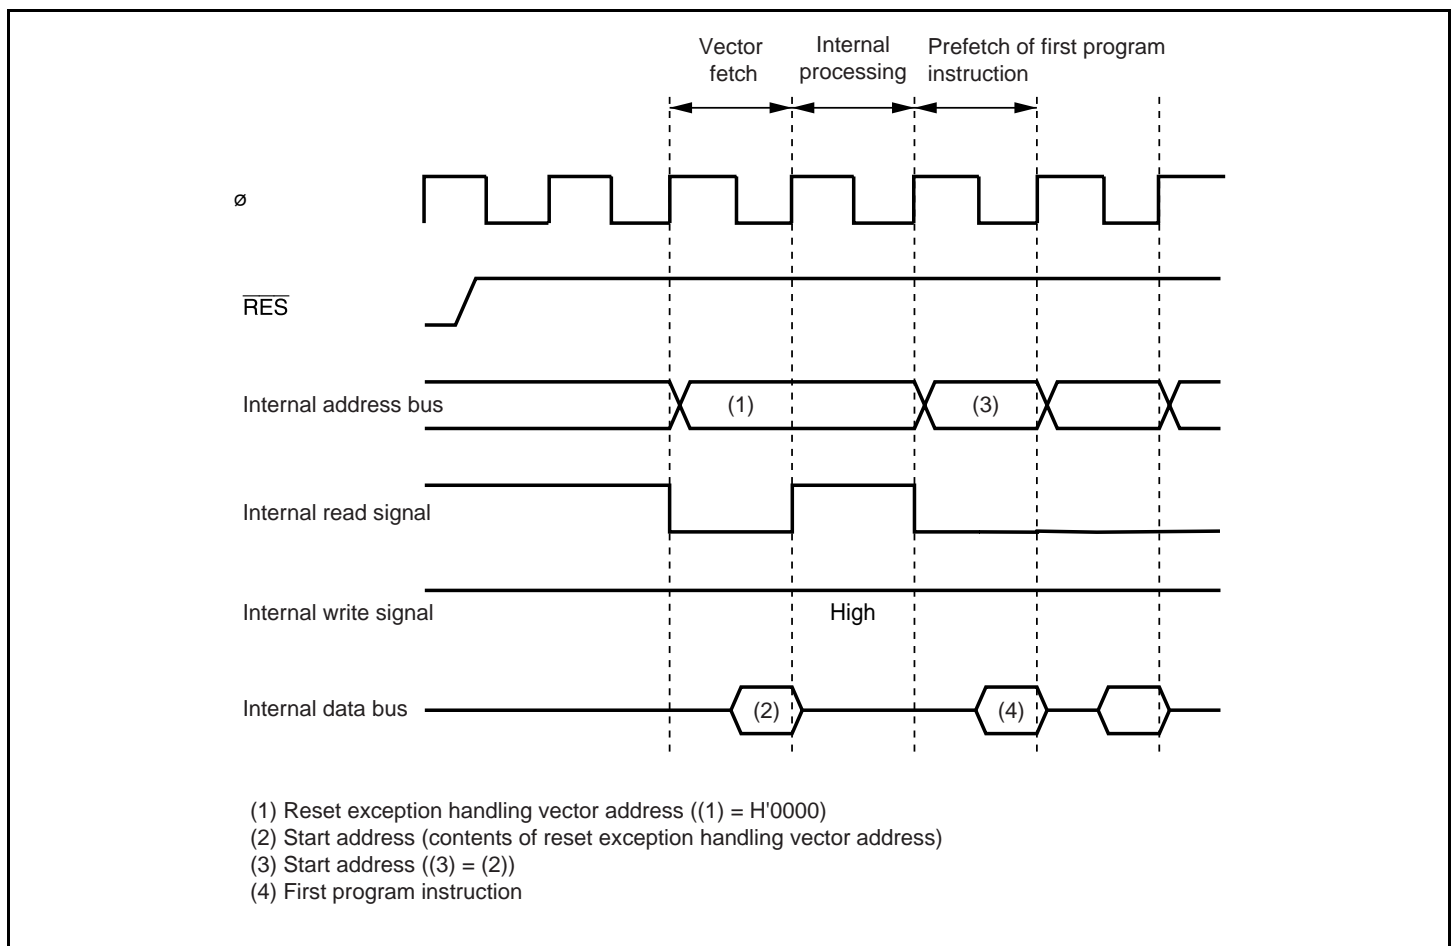 Vector
fetch
Internal
processing
Prefetch of first program
instruction
ø
R̅E̅S̅
Internal address bus
(1)
(3)
Internal read signal
Internal write signal
High
Internal data bus
(2)
(4)
(1) Reset exception handling vector address ((1) = H'0000)
(2) Start address (contents of reset exception handling vector address)
(3) Start address ((3) = (2))
(4) First program instruction